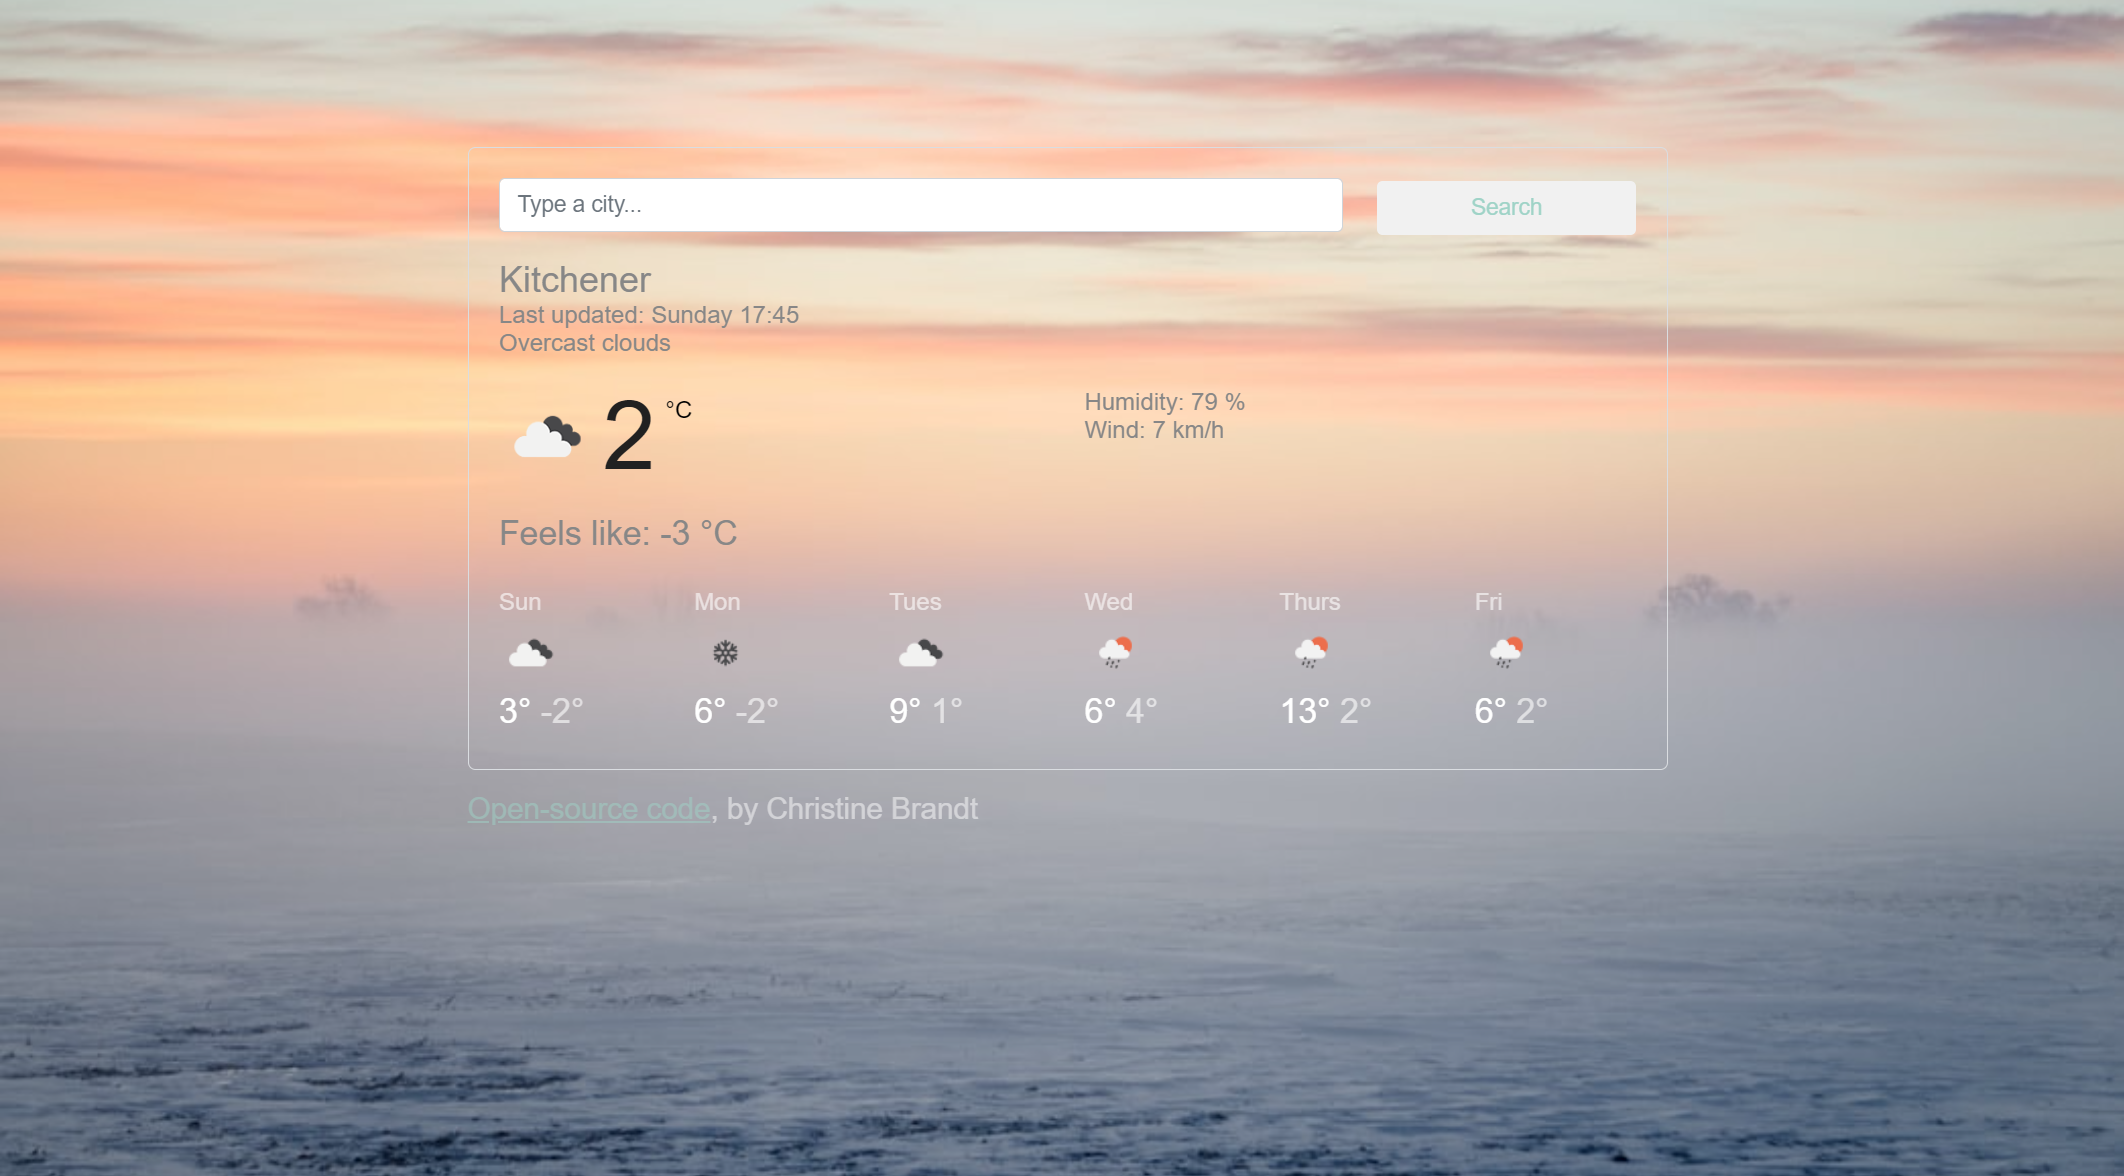 Type a city...
Search
Kitchener
Last updated: Sunday 17:45
Overcast clouds
2 °C
Humidity: 79 %
Wind: 7 km/h
Feels like: -3 °C
Sun Mon Tues Wed Thurs Fri
3° -2° 6° -2° 9° 1° 6° 4° 13° 2° 6° 2°
Open-source code, by Christine Brandt